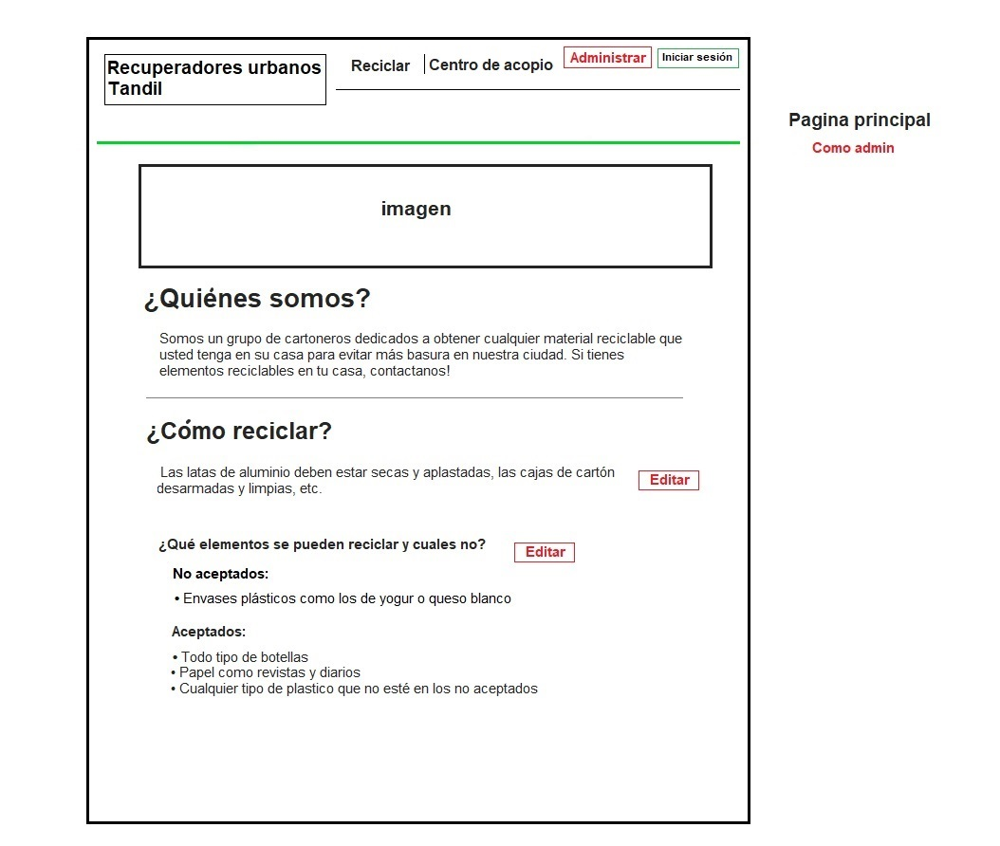 Recuperadores urbanos
Tandil
Reciclar
Centro de acopio
Administrar
Iniciar sesión
Pagina principal
Como admin
imagen
¿Quiénes somos?
Somos un grupo de cartoneros dedicados a obtener cualquier material reciclable que
usted tenga en su casa para evitar más basura en nuestra ciudad. Si tienes
elementos reciclables en tu casa, contactanos!
¿Cómo reciclar?
Las latas de aluminio deben estar secas y aplastadas, las cajas de cartón
desarmadas y limpias, etc.
Editar
¿Qué elementos se pueden reciclar y cuales no?
Editar
No aceptados:
• Envases plásticos como los de yogur o queso blanco
Aceptados:
• Todo tipo de botellas
• Papel como revistas y diarios
• Cualquier tipo de plastico que no esté en los no aceptados